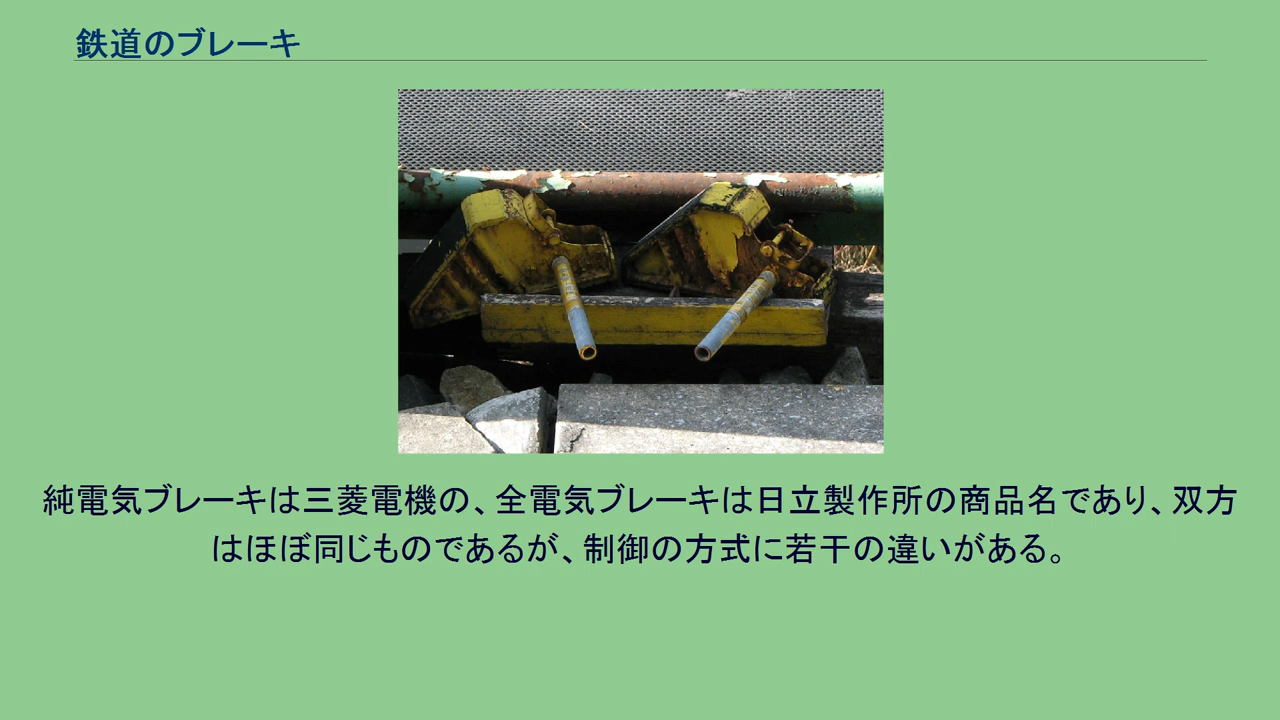 鉄道のブレーキ
純電気ブレーキは三菱電機の、全電気ブレーキは日立製作所の商品名であり、双方
はほぼ同じものであるが、制御の方式に若干の違いがある。